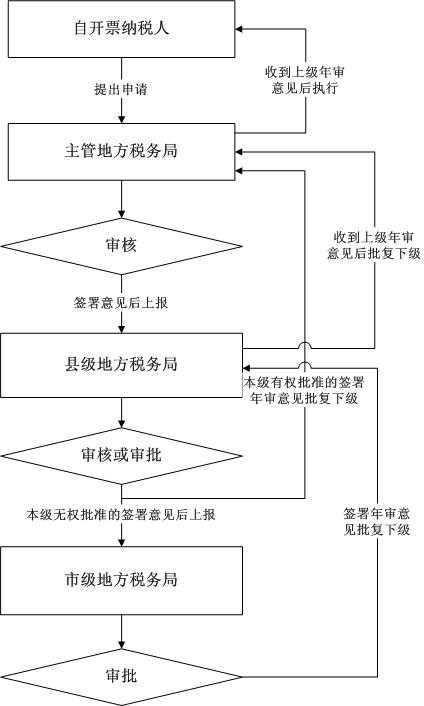 自开票纳税人
收到上级年审
意见后执行
提出申请
主管地方税务局
审核
收到上级年审
意见后批复下级
签署意见后上报
县级地方税务局
本级有权批准的签署
年审意见批复下级
审核或审批
本级无权批准的签署意见后上报
签署年审意
见批复下级
市级地方税务局
审批